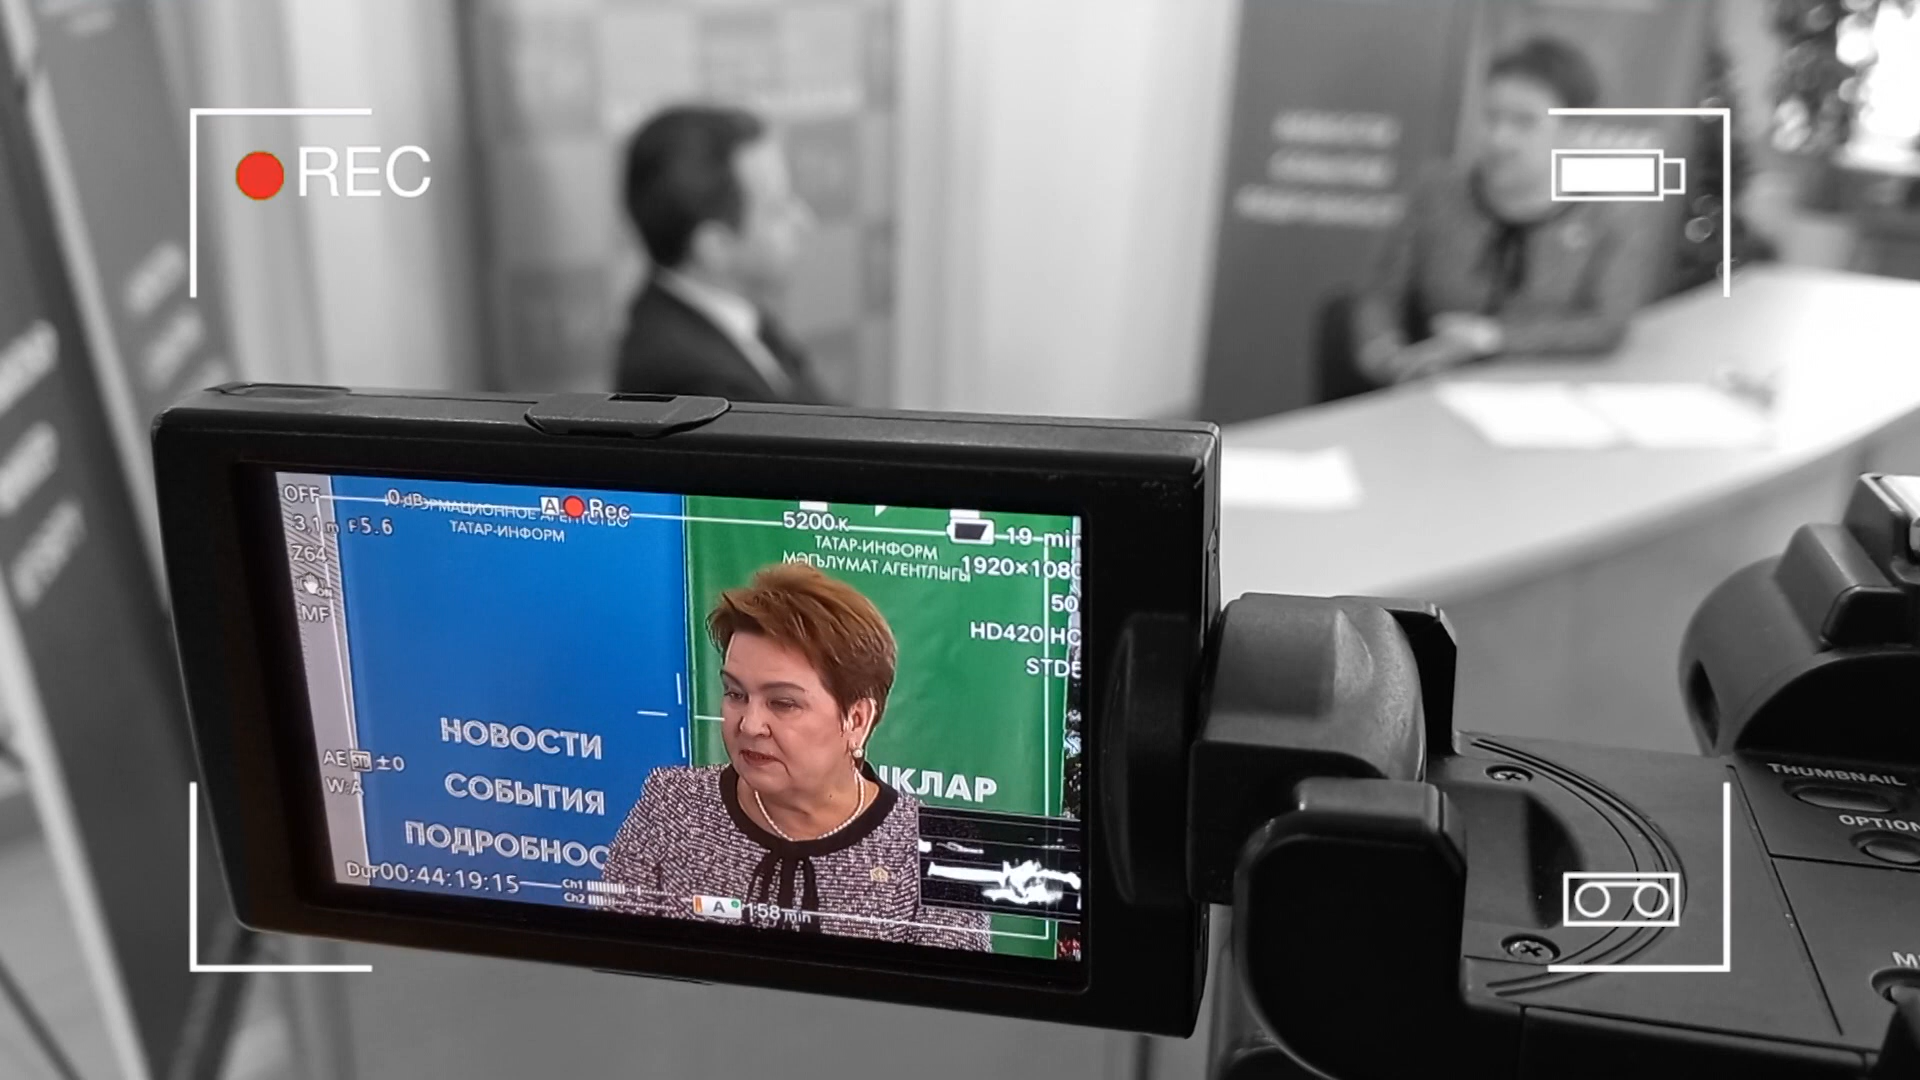 REC
OFF
0 dB
A Rec
5200K
19 min
ТАТАР-ИНФОРМ
3.1m F5.6
ТАТАР-ИНФОРМ
МӘГЪЛҮМАТ АГЕНТЛЫГЫ
1920×1080
Z64
50
MF
HD420 HQ
НОВОСТИ
AE STD ±0
W:A
СОБЫТИЯ
КЛАР
ПОДРОБНОС
Dur00:44:19:15
Ch1
Ch2
A 158 min
THUMBNAIL
OPTION